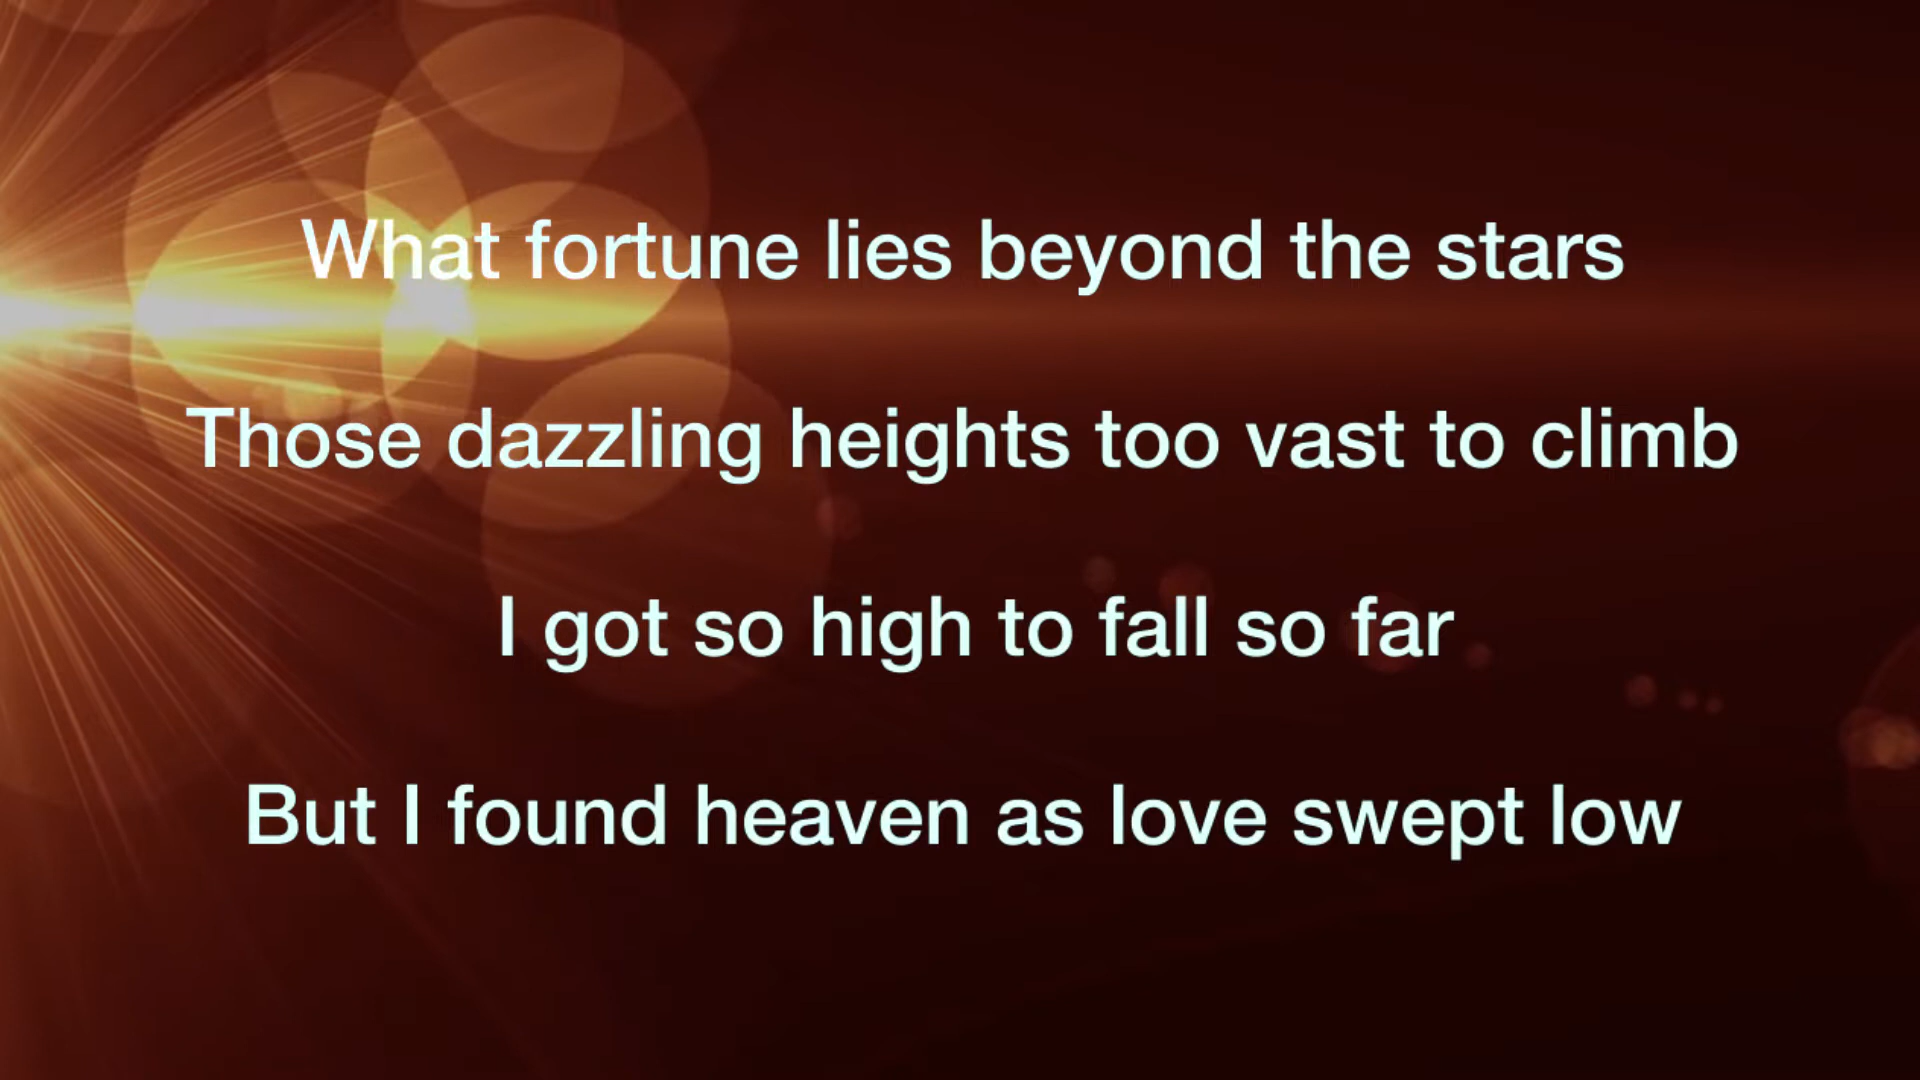 What fortune lies beyond the stars
Those dazzling heights too vast to climb
I got so high to fall so far
But I found heaven as love swept low